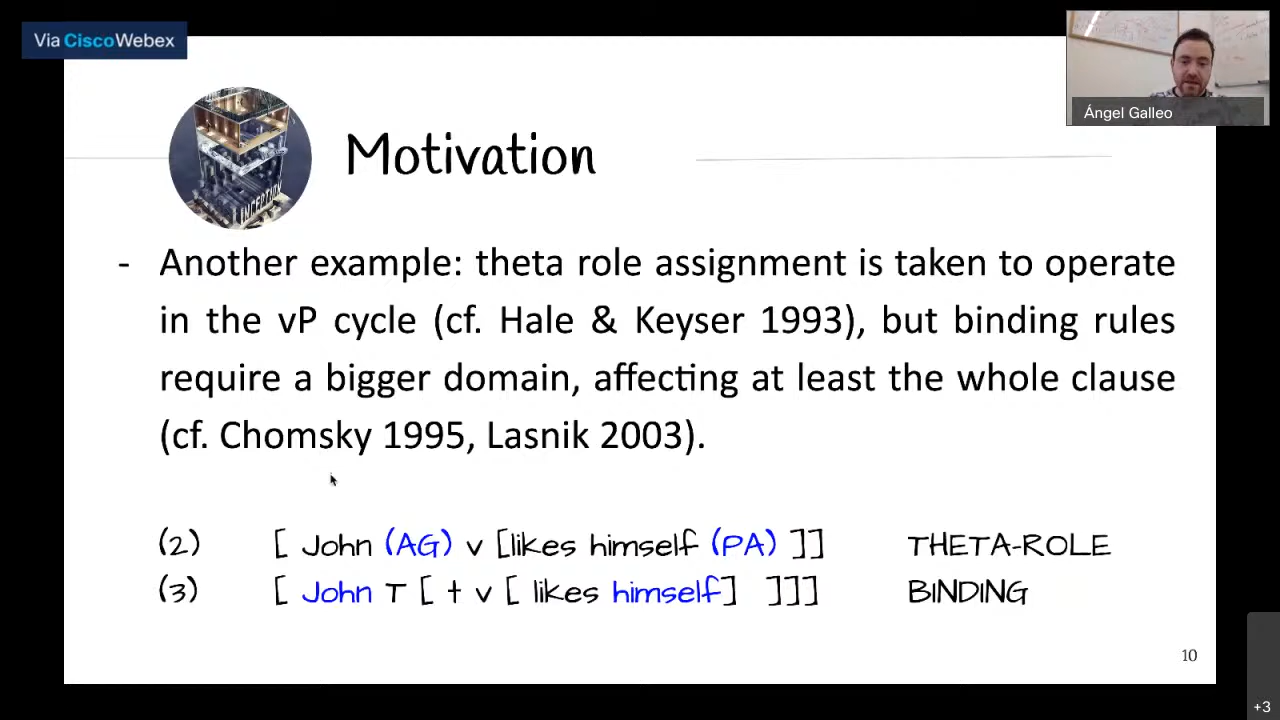 Via CiscoWebex
Ángel Galleo
Motivation
INCEPTION
- Another example: theta role assignment is taken to operate
in the vP cycle (cf. Hale & Keyser 1993), but binding rules
require a bigger domain, affecting at least the whole clause
(cf. Chomsky 1995, Lasnik 2003).
(2) [ John (AG) v [likes himself (PA) ]] THETA-ROLE
(3) [ John T [ t v [ likes himself] ]]] BINDING
10
+3